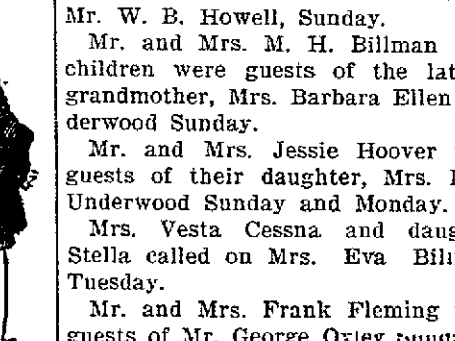 Mr. W. B. Howell, Sunday.
Mr. and Mrs. M. H. Billman
children were guests of the
grandmother, Mrs. Barbara Ellen
derwood Sunday.
Mr. and Mrs. Jessie Hoover
guests of their daughter, Mrs.
Underwood Sunday and Monday.
Mrs. Vesta Cessna and
Stella called on Mrs. Eva
Tuesday.
Mr. and Mrs. Frank Fleming
guests of Mr. George Oxley